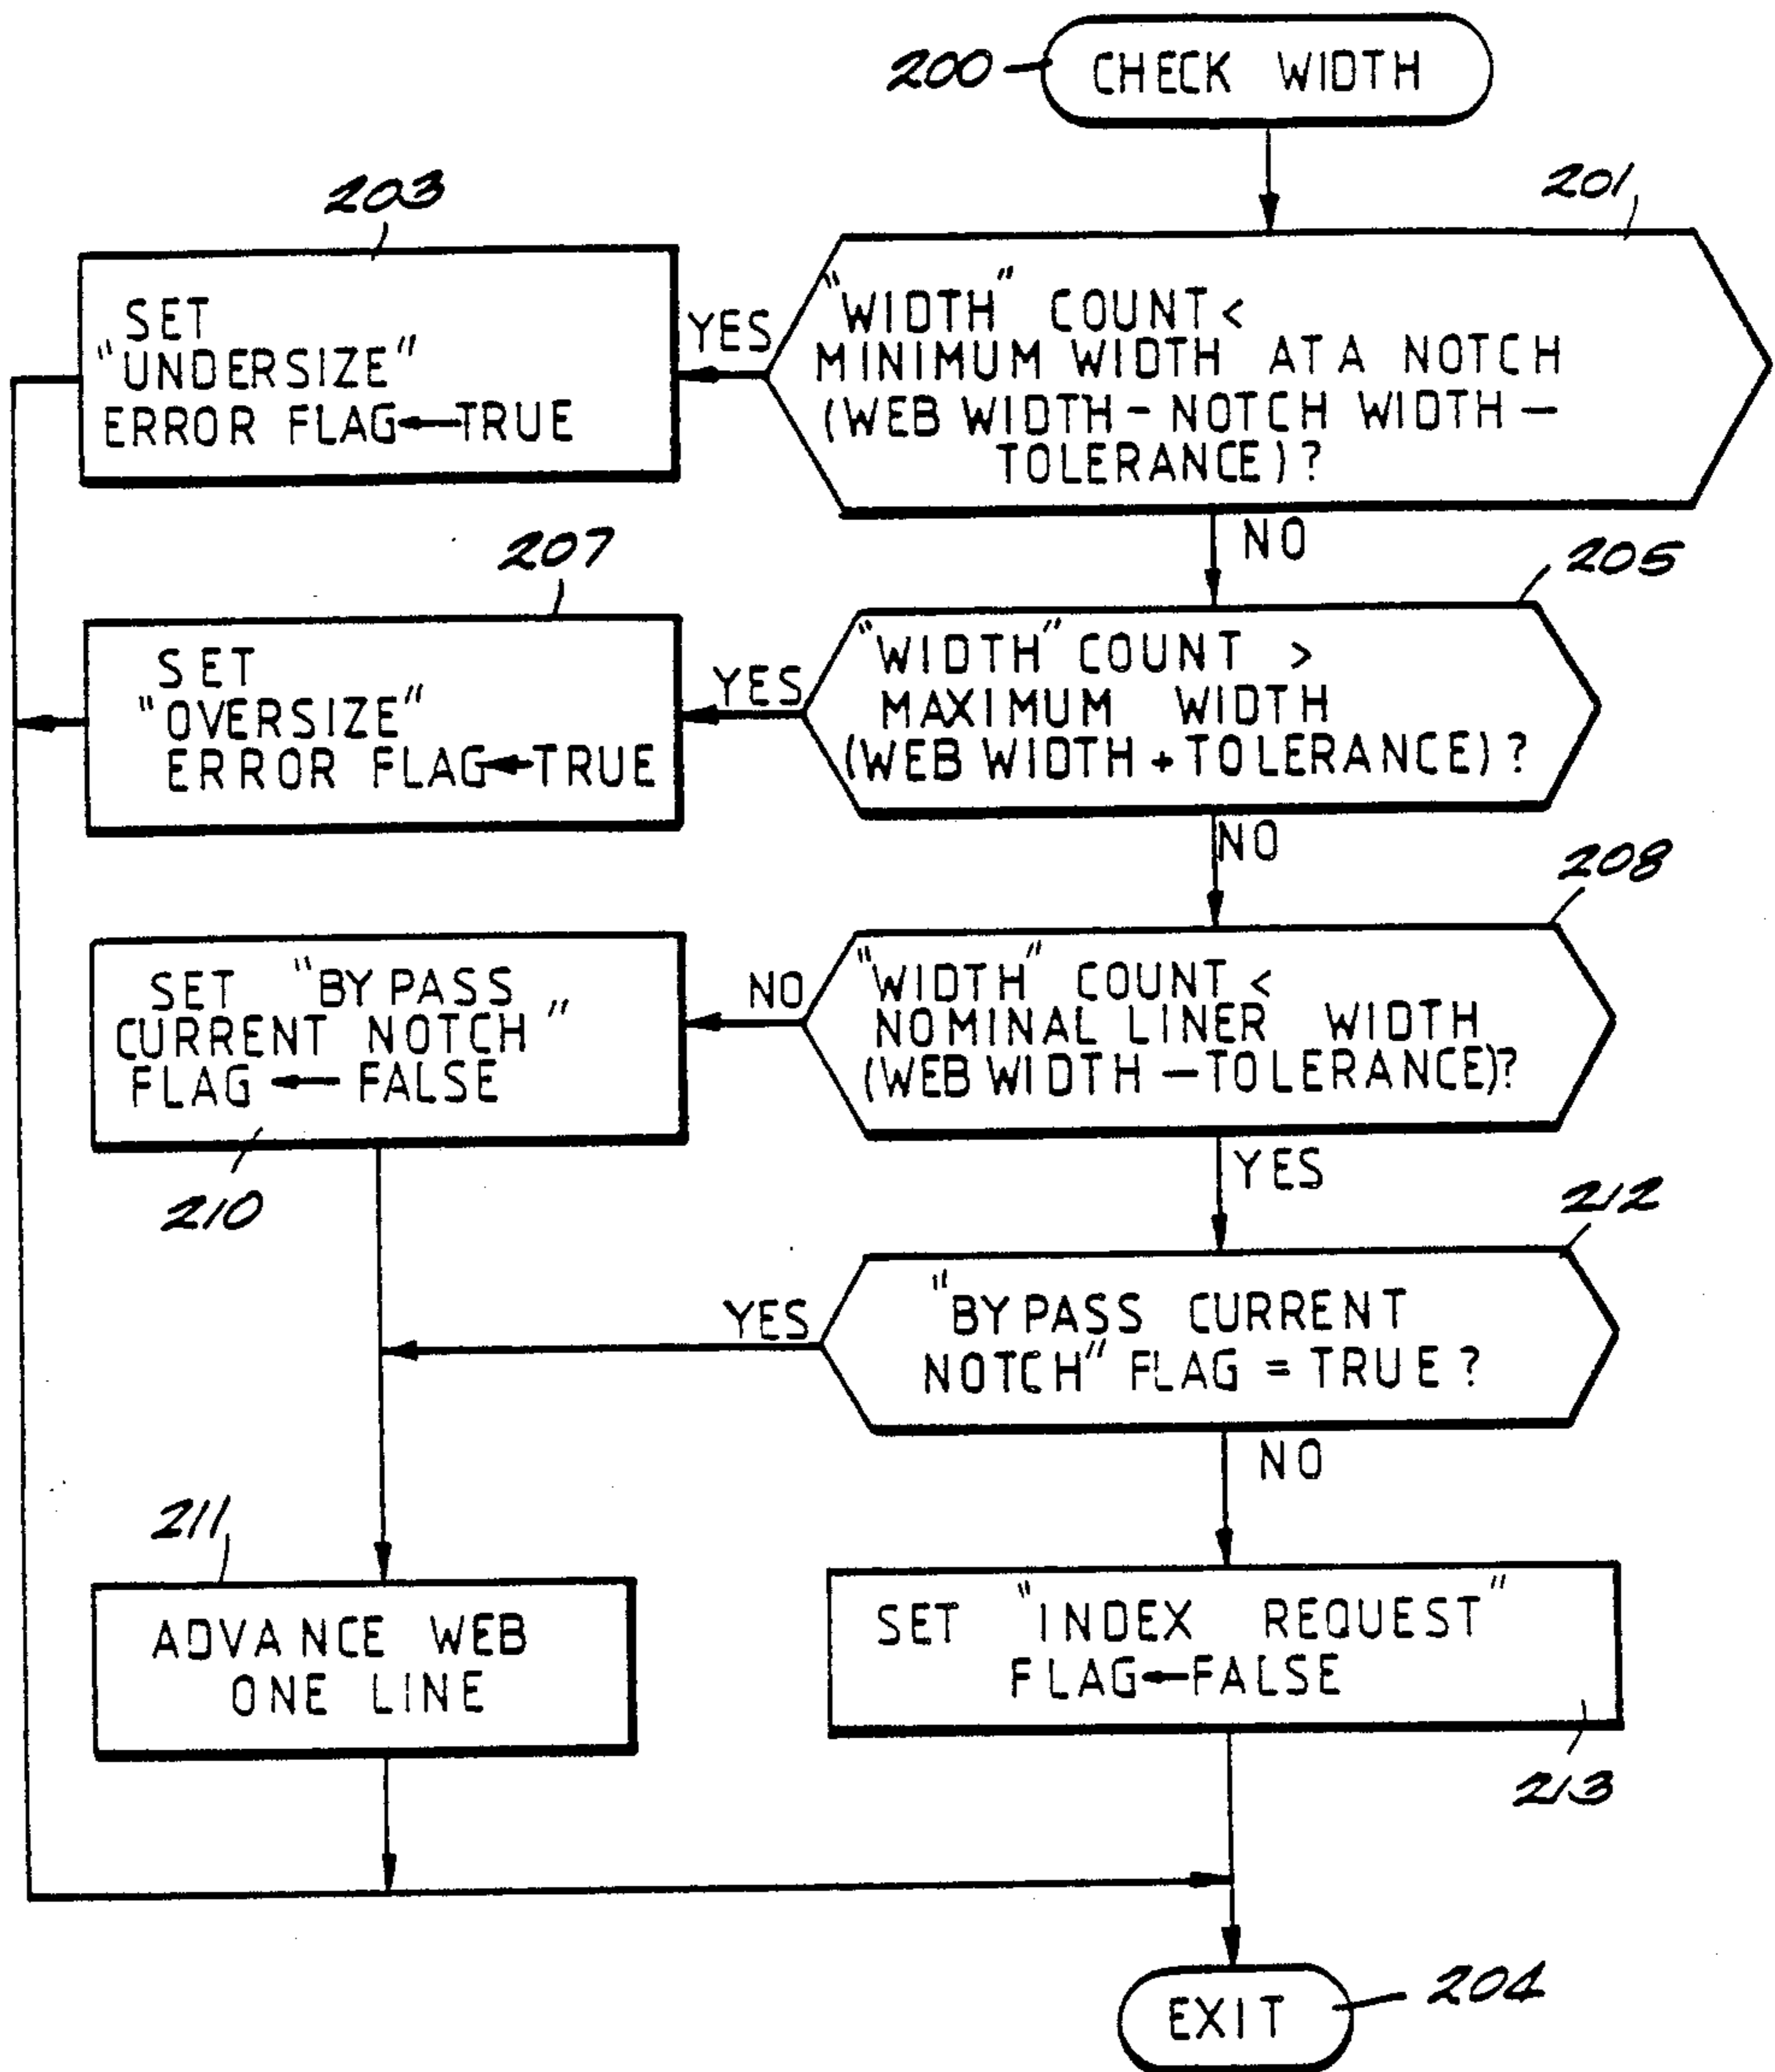 200
CHECK WIDTH
201
"WIDTH" COUNT <
MINIMUM WIDTH AT A NOTCH
(WEB WIDTH - NOTCH WIDTH -
TOLERANCE)?
YES
203
SET
"UNDERSIZE"
ERROR FLAG ← TRUE
NO
205
"WIDTH" COUNT >
MAXIMUM WIDTH
(WEB WIDTH + TOLERANCE)?
YES
207
SET
"OVERSIZE"
ERROR FLAG ← TRUE
NO
208
"WIDTH" COUNT <
NOMINAL LINER WIDTH
(WEB WIDTH - TOLERANCE)?
NO
SET "BYPASS
CURRENT NOTCH"
FLAG ← FALSE
210
YES
212
"BYPASS CURRENT
NOTCH" FLAG = TRUE?
YES
NO
211
ADVANCE WEB
ONE LINE
SET "INDEX REQUEST"
FLAG ← FALSE
213
EXIT
204